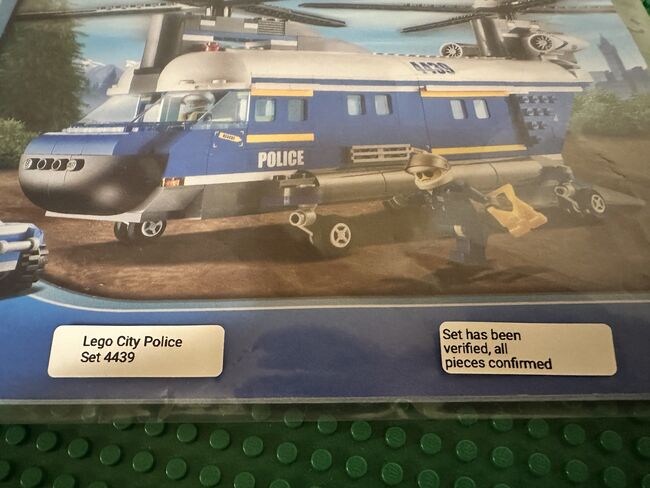 4439
POLICE
Lego City Police
Set 4439
Set has been
verified, all
pieces confirmed